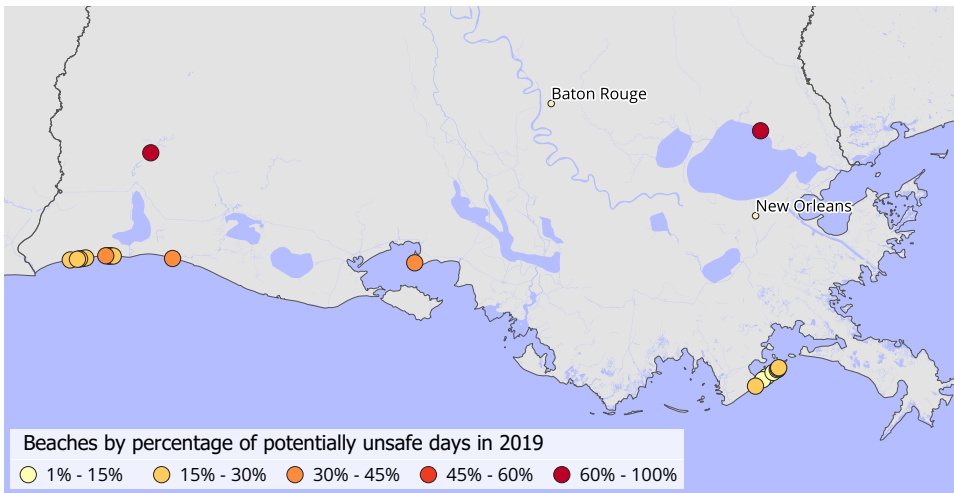 Baton Rouge
New Orleans
Beaches by percentage of potentially unsafe days in 2019
1% - 15% 15% - 30% 30% - 45% 45% - 60% 60% - 100%